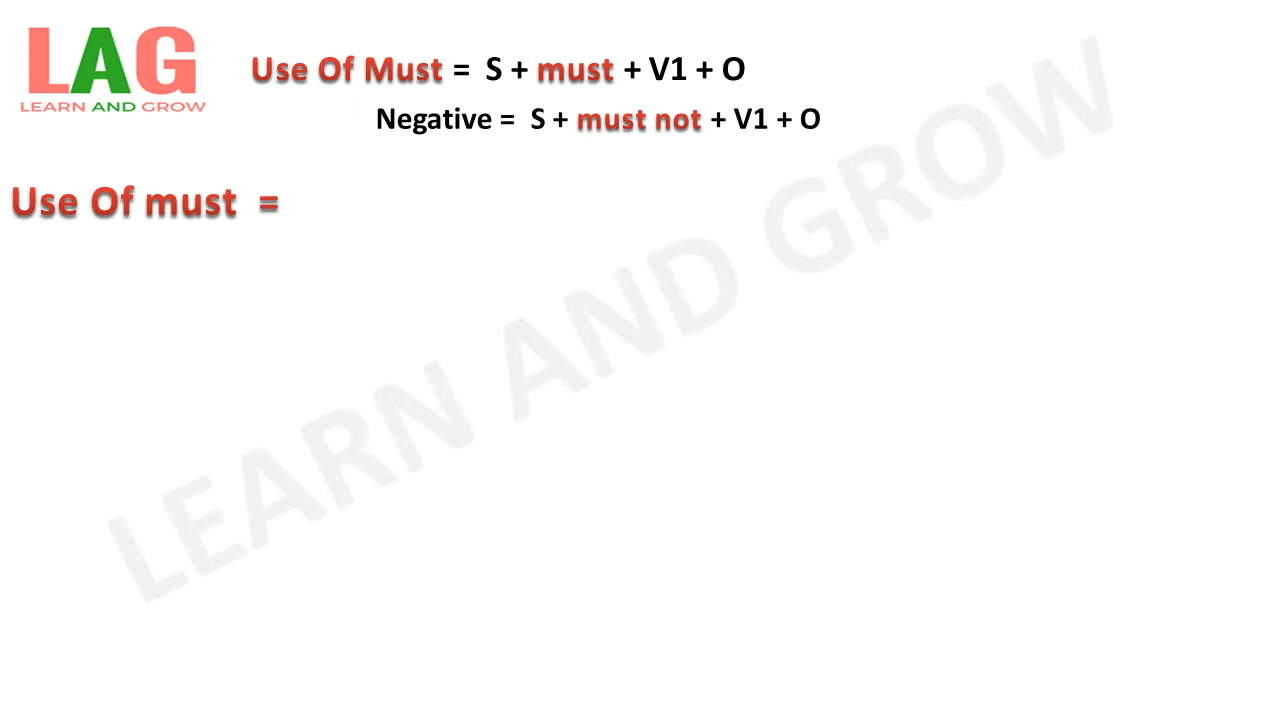 LAG
LEARN AND GROW
Use Of Must = S + must + V1 + O
Negative = S + must not + V1 + O
Use Of must =
LEARN AND GROW